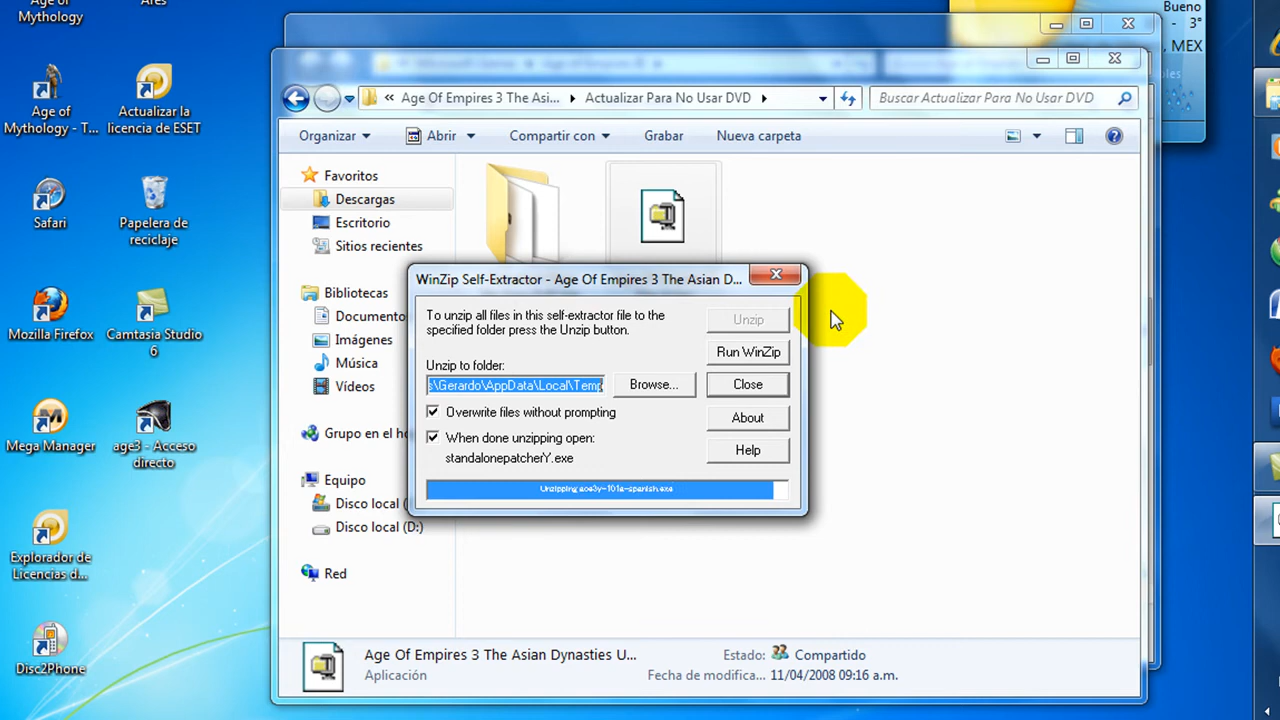 Age of
Mythology
Ares
Age of
Mythology - T...
Actualizar la
licencia de ESET
Safari
Papelera de
reciclaje
Mozilla Firefox
Camtasia Studio
6
Mega Manager
age3 - Acceso
directo
Explorador de
Licencias d...
Disc2Phone
Bueno
- 3°
, MEX
« Age Of Empires 3 The Asi... Actualizar Para No Usar DVD
Buscar Actualizar Para No Usar DVD
Organizar Abrir Compartir con Grabar Nueva carpeta
Favoritos
Descargas
Escritorio
Sitios recientes
Bibliotecas
Documento
Imágenes
Música
Vídeos
Grupo en el ho
Equipo
Disco local (
Disco local (D:)
Red
WinZip Self-Extractor - Age Of Empires 3 The Asian D...
To unzip all files in this self-extractor file to the
specified folder press the Unzip button.
Unzip to folder:
s\Gerardo\AppData\Local\Temp
Browse...
Overwrite files without prompting
When done unzipping open:
standalonepatcherY.exe
Unzip
Run WinZip
Close
About
Help
Unzipping aoe3y-101a-spanish.exe
Age Of Empires 3 The Asian Dynasties U...
Aplicación
Estado: Compartido
Fecha de modifica... 11/04/2008 09:16 a.m.